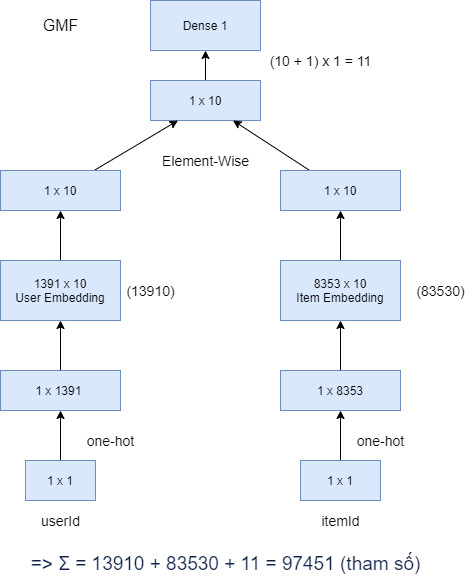 GMF
Dense 1
(10 + 1) x 1 = 11
1 x 10
Element-Wise
1 x 10
1 x 10
1391 x 10
User Embedding
(13910)
8353 x 10
Item Embedding
(83530)
1 x 1391
1 x 8353
one-hot
one-hot
1 x 1
1 x 1
userId
itemId
=> Σ = 13910 + 83530 + 11 = 97451 (tham số)